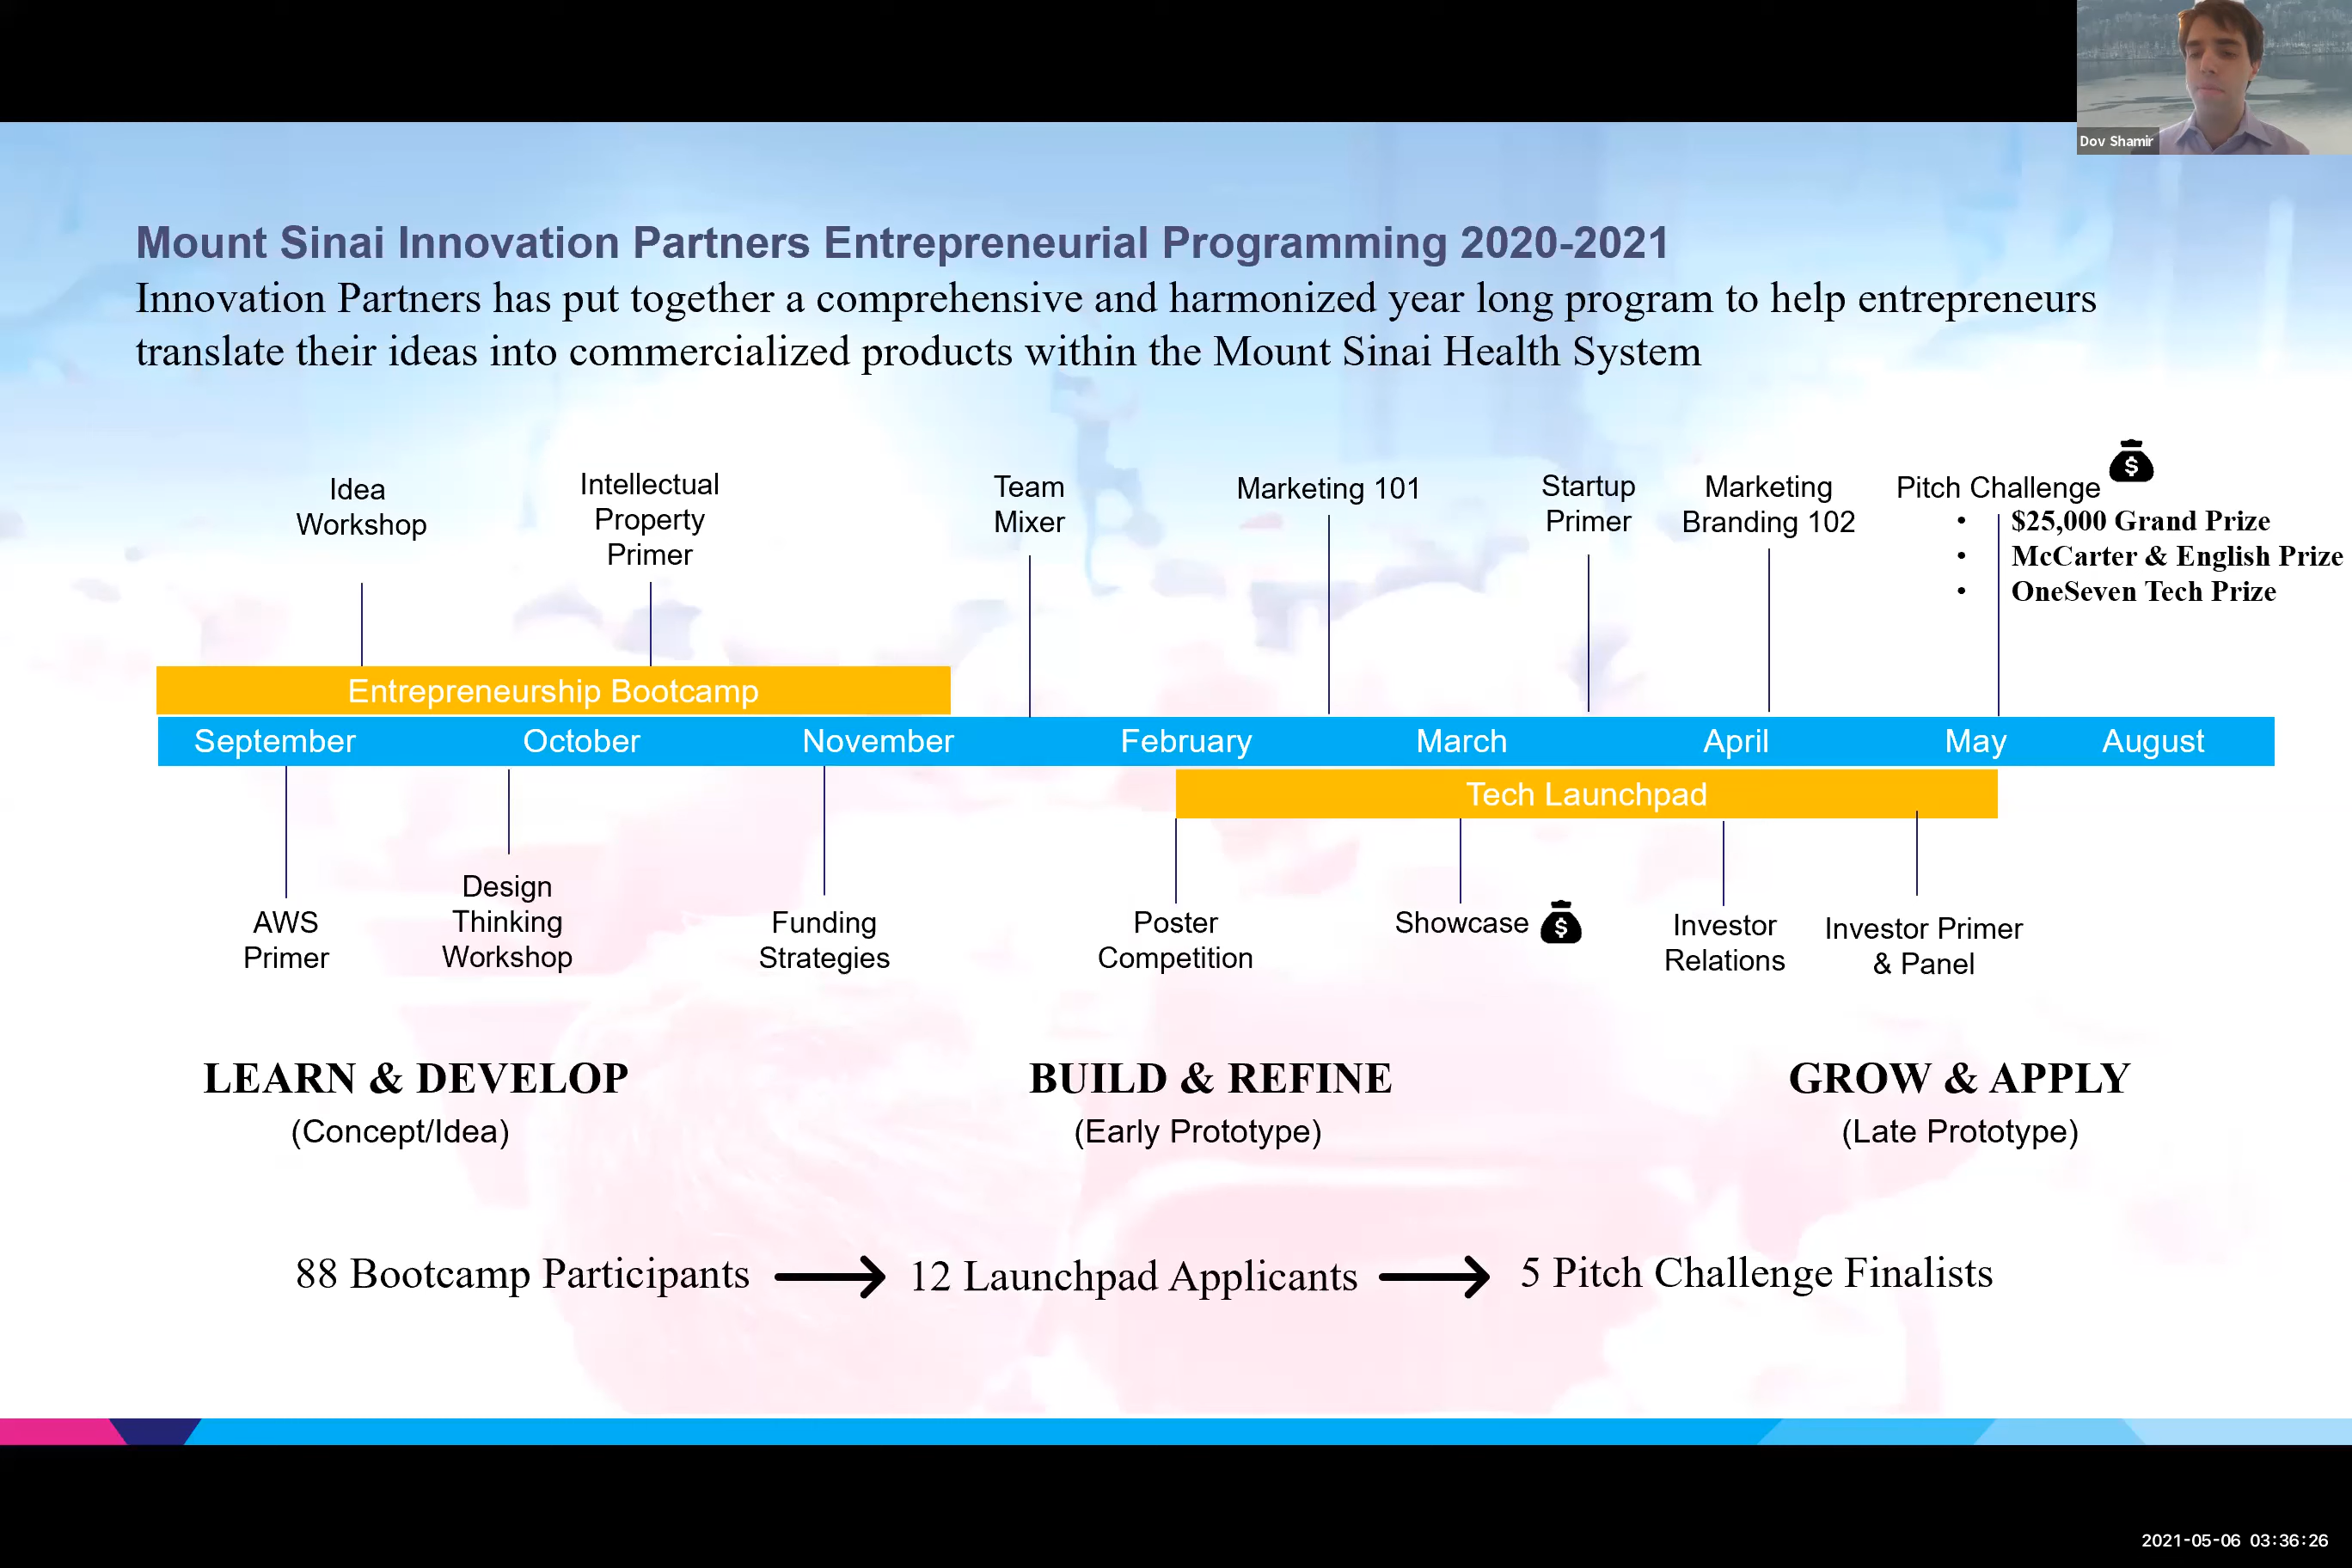 Dov Shamir
Mount Sinai Innovation Partners Entrepreneurial Programming 2020-2021
Innovation Partners has put together a comprehensive and harmonized year long program to help entrepreneurs
translate their ideas into commercialized products within the Mount Sinai Health System
Idea
Workshop
Intellectual
Property
Primer
Team
Mixer
Marketing 101
Startup
Primer
Marketing
Branding 102
$
Pitch Challenge
• $25,000 Grand Prize
• McCarter & English Prize
• OneSeven Tech Prize
Entrepreneurship Bootcamp
September October November February March April May August
Tech Launchpad
AWS
Primer
Design
Thinking
Workshop
Funding
Strategies
Poster
Competition
Showcase $
Investor
Relations
Investor Primer
& Panel
LEARN & DEVELOP
(Concept/Idea)
BUILD & REFINE
(Early Prototype)
GROW & APPLY
(Late Prototype)
88 Bootcamp Participants → 12 Launchpad Applicants → 5 Pitch Challenge Finalists
2021-05-06 03:36:26